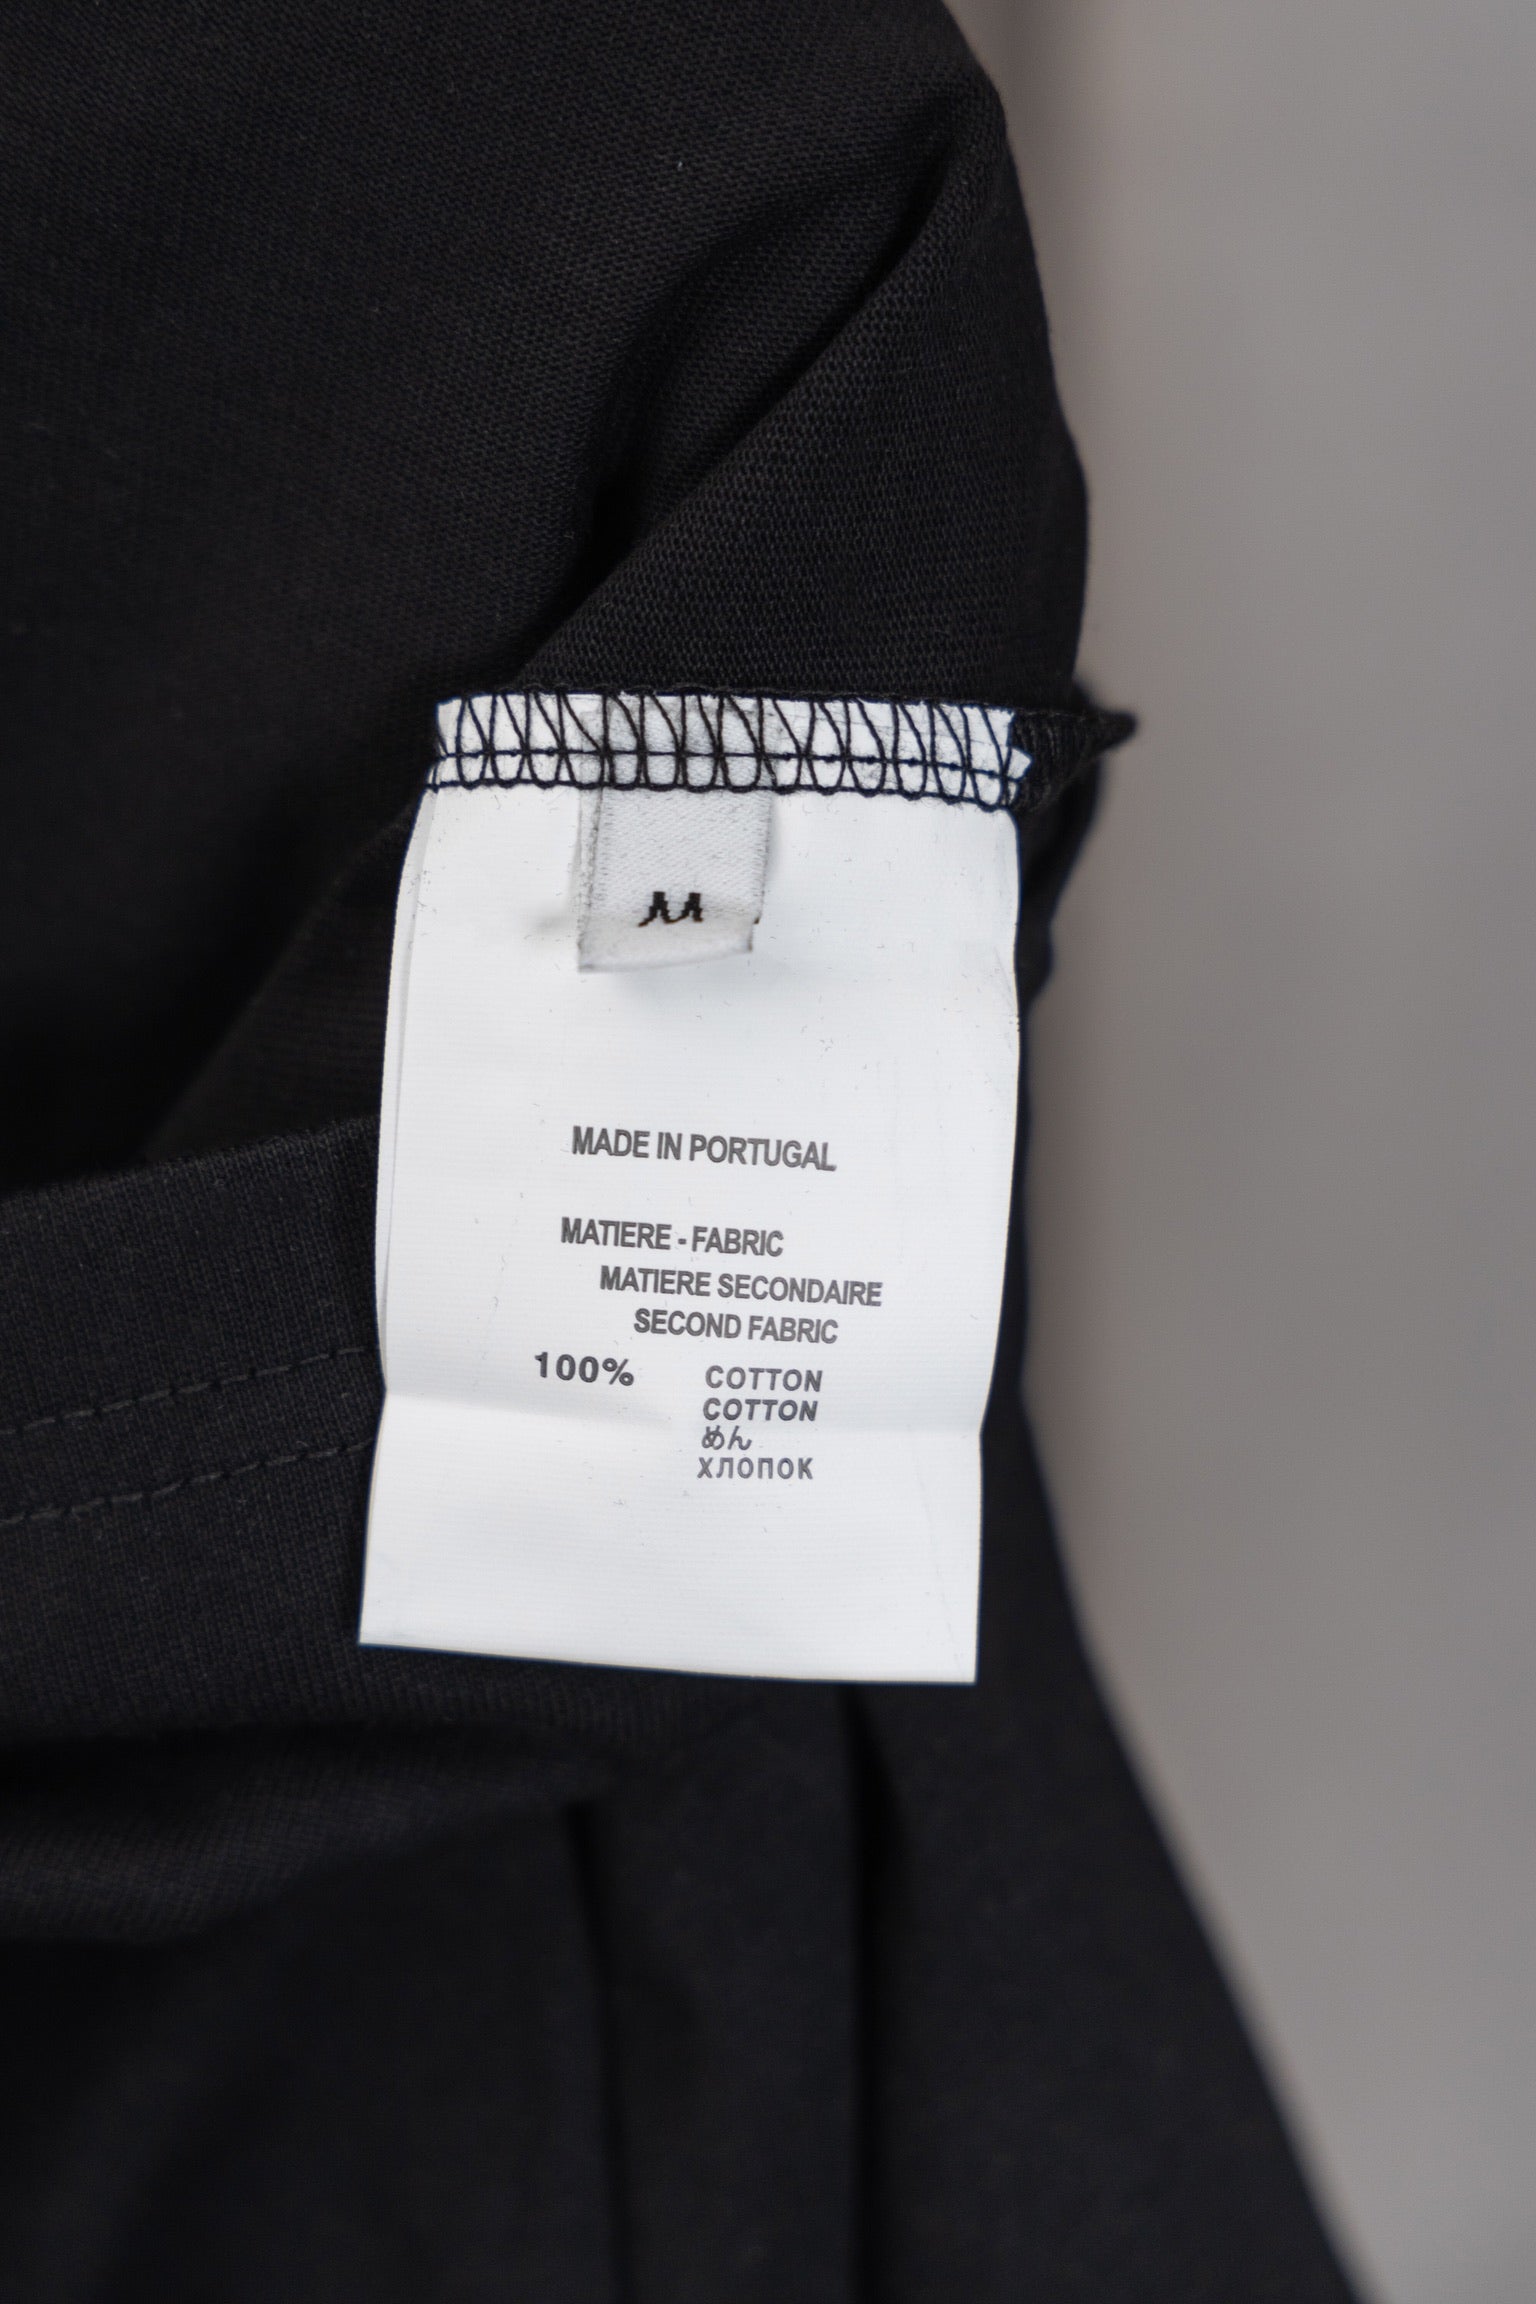 M
MADE IN PORTUGAL
MATIERE - FABRIC
MATIERE SECONDAIRE
SECOND FABRIC
100% COTTON
COTTON
めん
ХЛОПОК